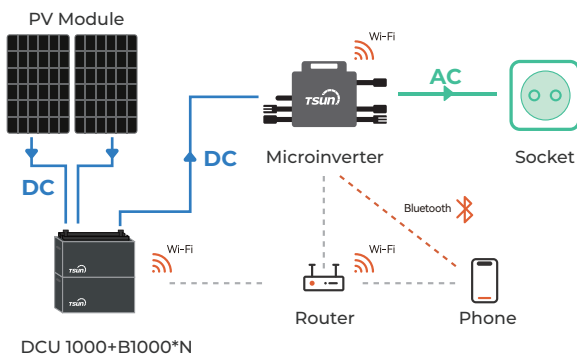 PV Module
Wi-Fi
AC
TSUN
DC
DC
Microinverter
Socket
Bluetooth
Wi-Fi
Wi-Fi
TSUN
TSUN
Router
Phone
DCU 1000+B1000*N